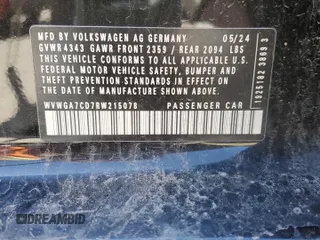 MFD BY VOLKSWAGEN AG GERMANY 05/24
GVWR 4343 GAWR FRONT 2359 / REAR 2094 LBS
THIS VEHICLE CONFORMS TO ALL APPLICABLE
FEDERAL MOTOR VEHICLE SAFETY, BUMPER AND
THEFT PREVENTION STANDARDS IN EFFECT ON
THE DATE OF MANUFACTURE SHOWN ABOVE.
WVWGA7CD7RW215078 PASSENGER CAR
DREAMBID